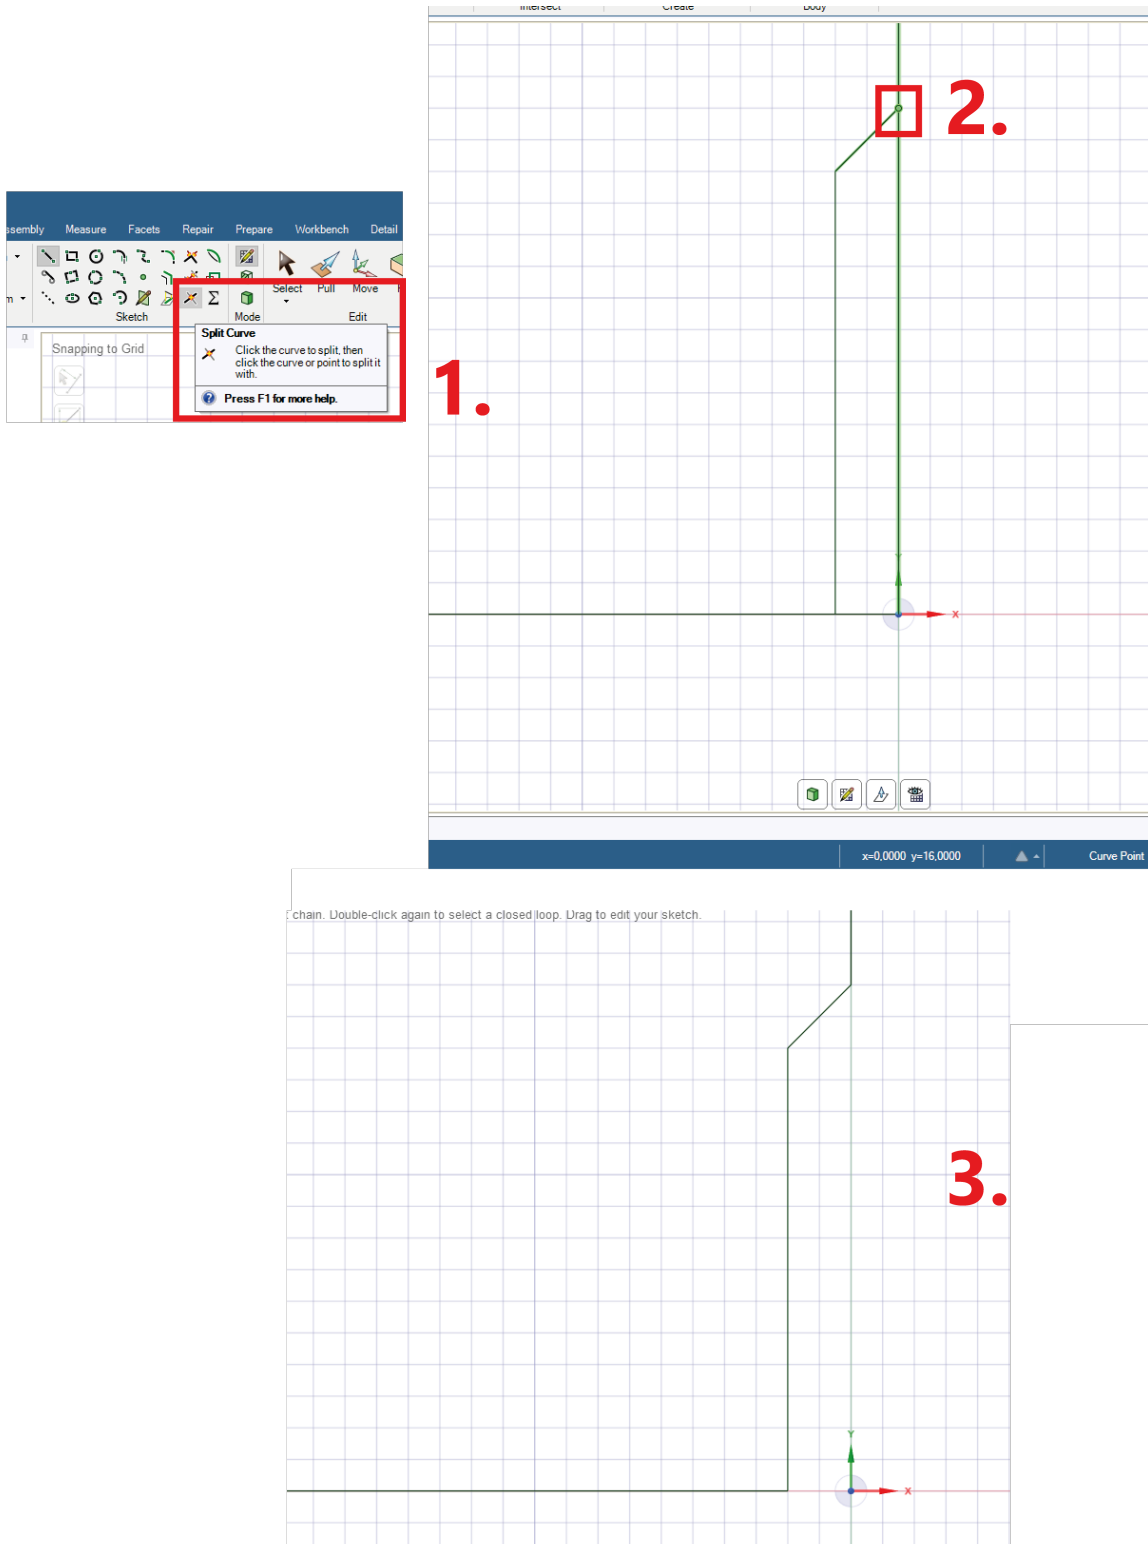 Intersect Create Body
2.
ssembly Measure Facets Repair Prepare Workbench Detail
Select Pull Move
Sketch Mode Edit
Snapping to Grid
Split Curve
Click the curve to split, then
click the curve or point to split it
with.
Press F1 for more help.
1.
Y
X
x=0,0000 y=16,0000 Curve Point
chain. Double-click again to select a closed loop. Drag to edit your sketch.
3.
Y
X